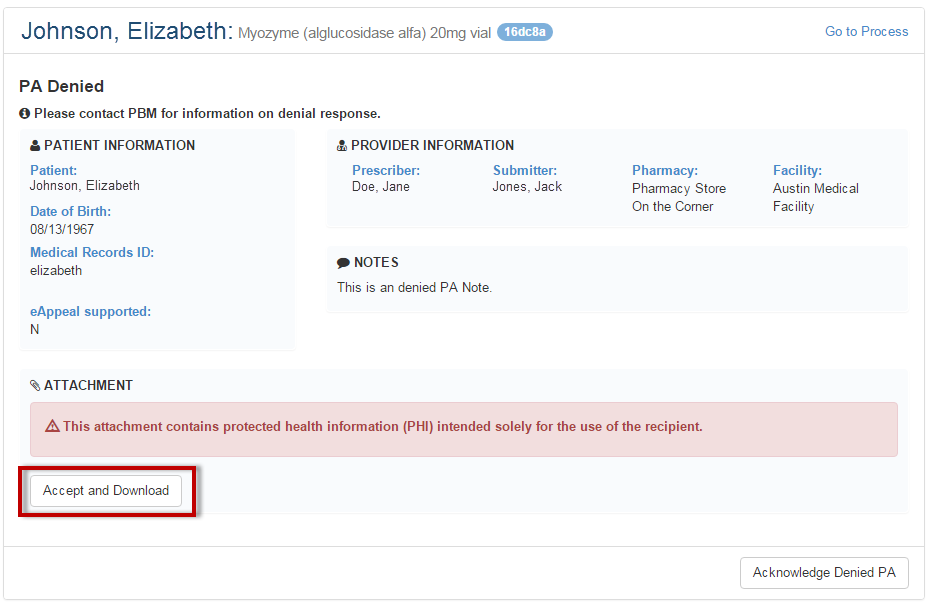 Johnson, Elizabeth: Myozyme (alglucosidase alfa) 20mg vial 16dc8a
Go to Process
PA Denied
Please contact PBM for information on denial response.
PATIENT INFORMATION
Patient:
Johnson, Elizabeth
Date of Birth:
08/13/1967
Medical Records ID:
elizabeth
eAppeal supported:
N
PROVIDER INFORMATION
Prescriber:
Doe, Jane
Submitter:
Jones, Jack
Pharmacy:
Pharmacy Store
On the Corner
Facility:
Austin Medical
Facility
NOTES
This is an denied PA Note.
ATTACHMENT
This attachment contains protected health information (PHI) intended solely for the use of the recipient.
Accept and Download
Acknowledge Denied PA